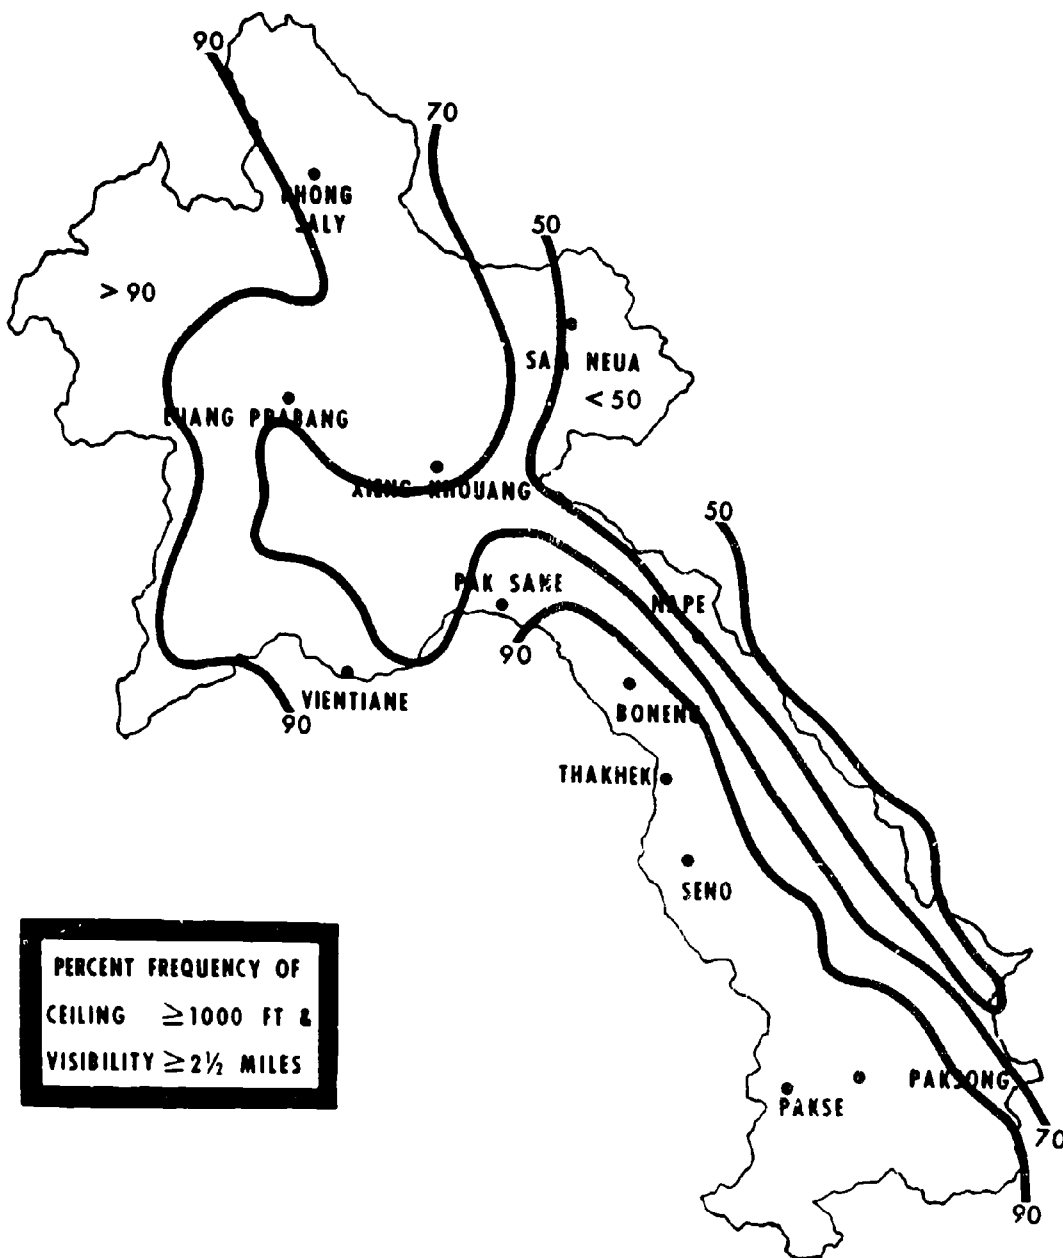 90
70
50
PHONG
SALY
> 90
SAM NEUA
< 50
LUANG PRABANG
XIENG KHOUANG
50
PAK SANE
NAPE
90
VIENTIANE
90
BONENG
THAKHEK
SENO
PERCENT FREQUENCY OF
CEILING ≥1000 FT &
VISIBILITY ≥2½ MILES
PAKSONG
PAKSE
70
90